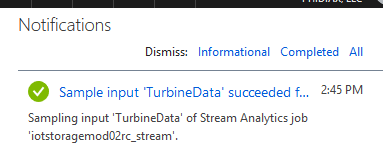 Notifications
Dismiss: Informational Completed All
Sample input 'TurbineData' succeeded f... 2:45 PM
Sampling input 'TurbineData' of Stream Analytics job
'iotstoragemod02rc_stream'.